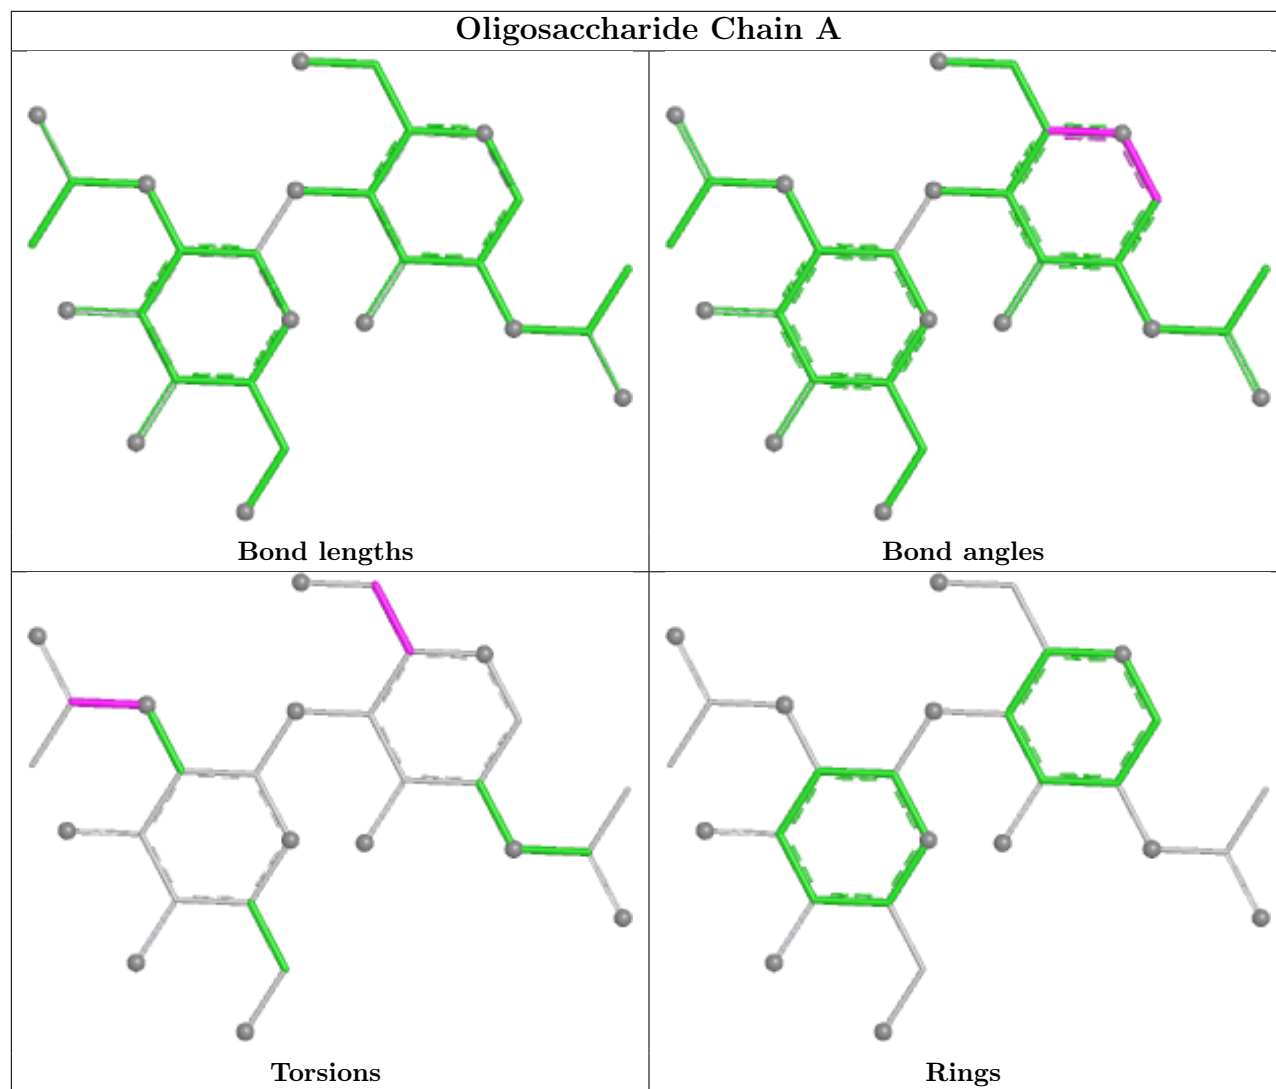 Oligosaccharide Chain A
Bond lengths
Bond angles
Torsions
Rings